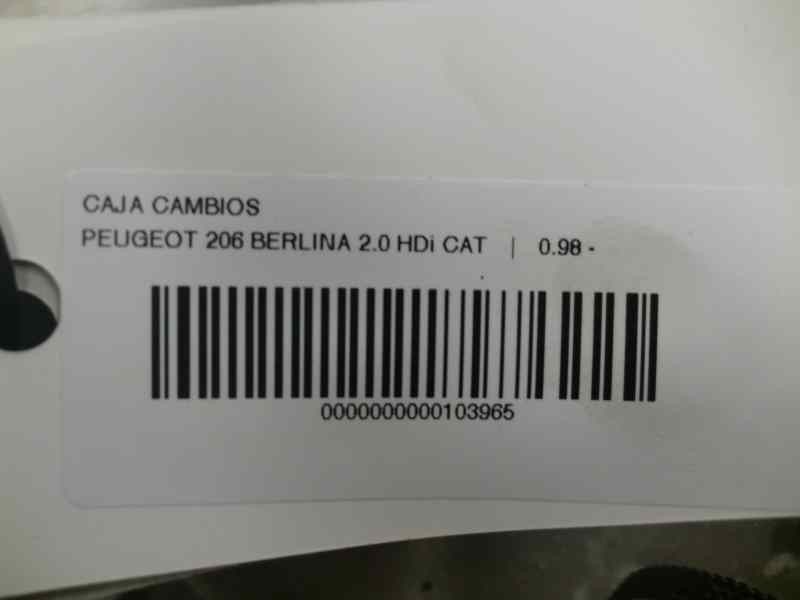 CAJA CAMBIOS
PEUGEOT 206 BERLINA 2.0 HDi CAT | 0.98 -
0000000000103965